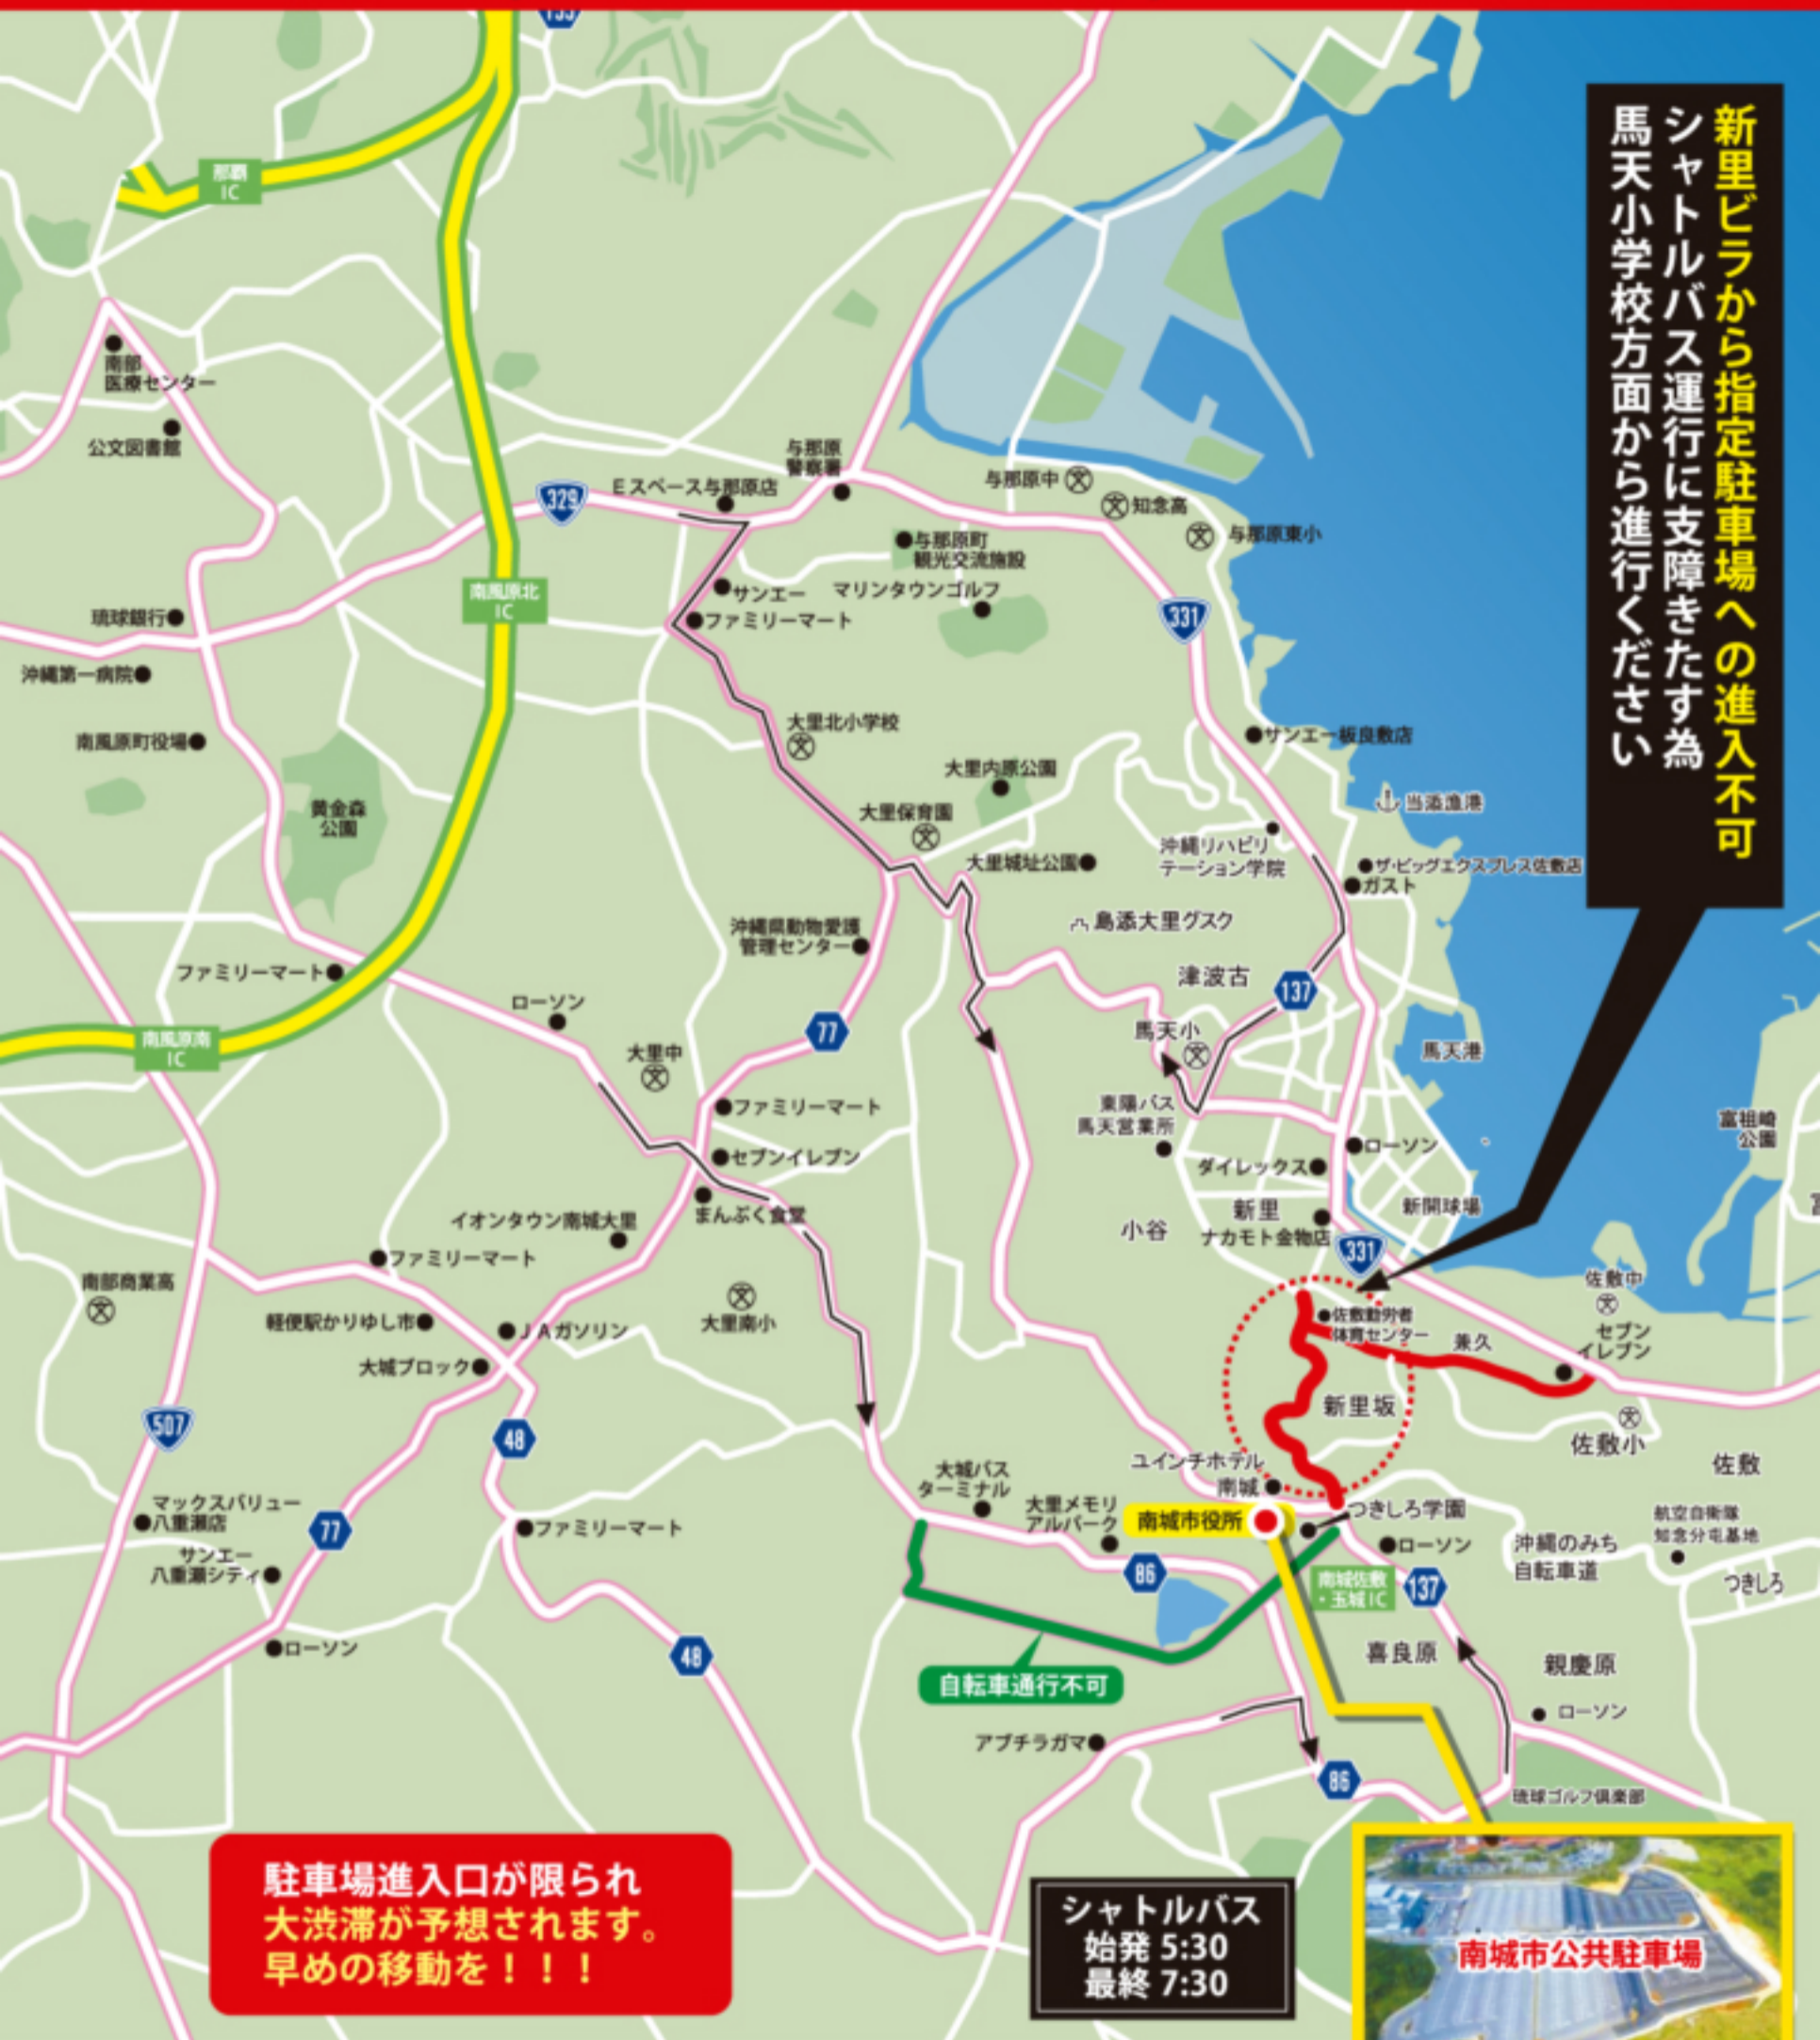 新里ビラから指定駐車場への進入不可
シャトルバス運行に支障きたす為
馬天小学校方面から進行ください
那覇
IC
南部
医療センター
公文図書館
329
Eスペース与那原店
与那原
警察署
与那原中
知念高
与那原東小
与那原町
観光交流施設
サンエー
マリンタウンゴルフ
ファミリーマート
331
南風原北
IC
琉球銀行
沖縄第一病院
南風原町役場
大里北小学校
サンエー板良敷店
大里内原公園
当添漁港
黄金森
公園
大里保育園
沖縄リハビリ
テーション学院
大里城址公園
ザ・ビッグエクスプレス佐敷店
ガスト
島添大里グスク
沖縄県動物愛護
管理センター
ファミリーマート
津波古
137
ローソン
南風原南
IC
77
馬天小
馬天港
大里中
ファミリーマート
東陽バス
馬天営業所
富祖崎
公園
ローソン
セブンイレブン
ダイレックス
まんぷく食堂
新里
新開球場
小谷
ナカモト金物店
イオンタウン南城大里
331
ファミリーマート
南部商業高
佐敷中
軽便駅かりゆし市
JAガソリン
大里南小
佐敷勤労者
体育センター
兼久
セブン
イレブン
大城ブロック
新里坂
507
48
佐敷小
佐敷
ユインチホテル
南城
大城バス
ターミナル
大里メモリ
アルパーク
南城市役所
つきしろ学園
マックスバリュー
八重瀬店
77
ファミリーマート
ローソン
沖縄のみち
自転車道
航空自衛隊
知念分屯基地
サンエー
八重瀬シティ
86
南城佐敷
・玉城IC
137
つきしろ
ローソン
48
自転車通行不可
喜良原
親慶原
ローソン
アブチラガマ
86
琉球ゴルフ倶楽部
駐車場進入口が限られ
大渋滞が予想されます。
早めの移動を!!!
シャトルバス
始発 5:30
最終 7:30
南城市公共駐車場